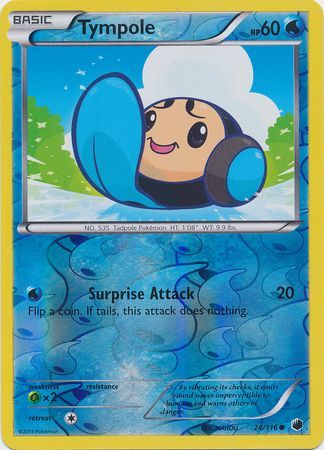 BASIC
Tympole
HP60
NO. 535 Tadpole Pokémon HT: 1'08" WT: 9.9 lbs.
Surprise Attack 20
Flip a coin. If tails, this attack does nothing.
weakness resistance
×2
retreat
By vibrating its cheeks, it emits
sound waves imperceptible to
humans and warns others of
danger.
©2013 Pokémon
24/116